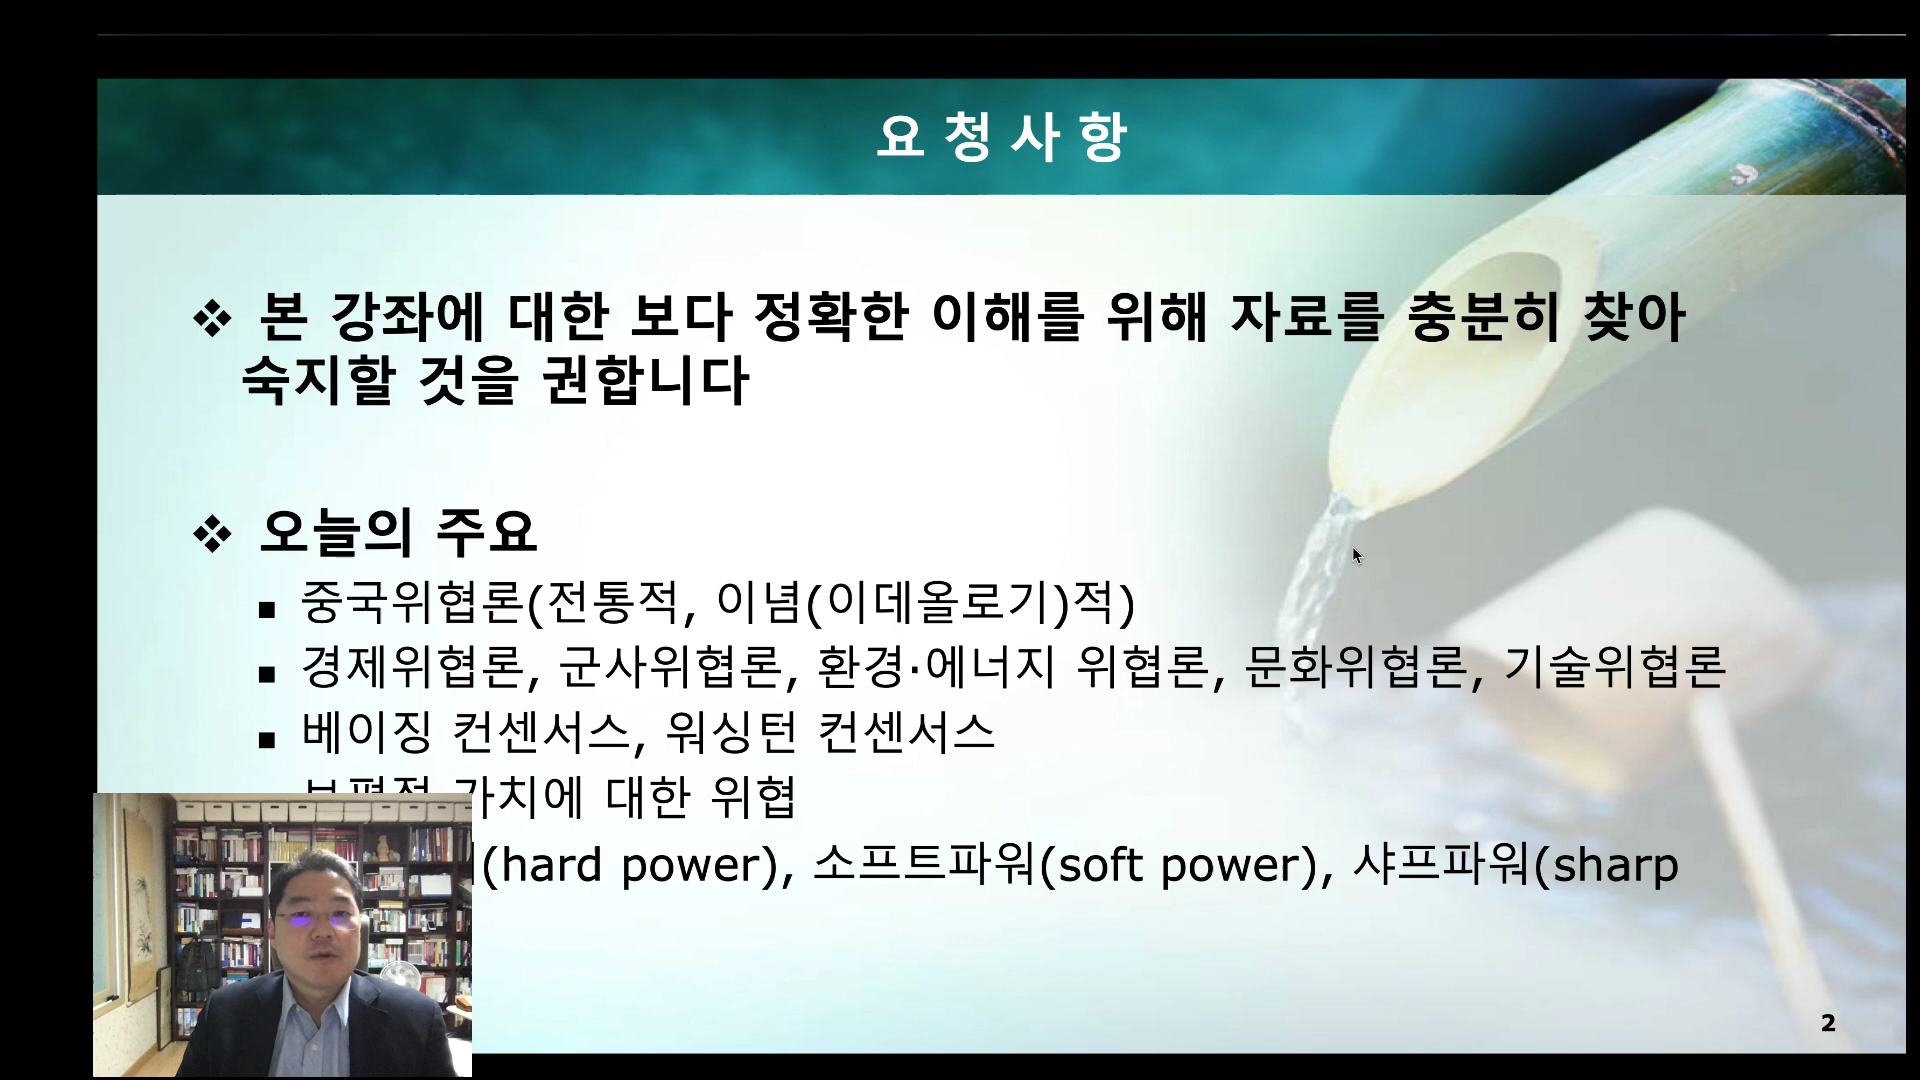 요청사항
❖ 본 강좌에 대한 보다 정확한 이해를 위해 자료를 충분히 찾아
숙지할 것을 권합니다
❖ 오늘의 주요
▪ 중국위협론(전통적, 이념(이데올로기)적)
▪ 경제위협론, 군사위협론, 환경·에너지 위협론, 문화위협론, 기술위협론
▪ 베이징 컨센서스, 워싱턴 컨센서스
보편적 가치에 대한 위협
(hard power), 소프트파워(soft power), 샤프파워(sharp
2